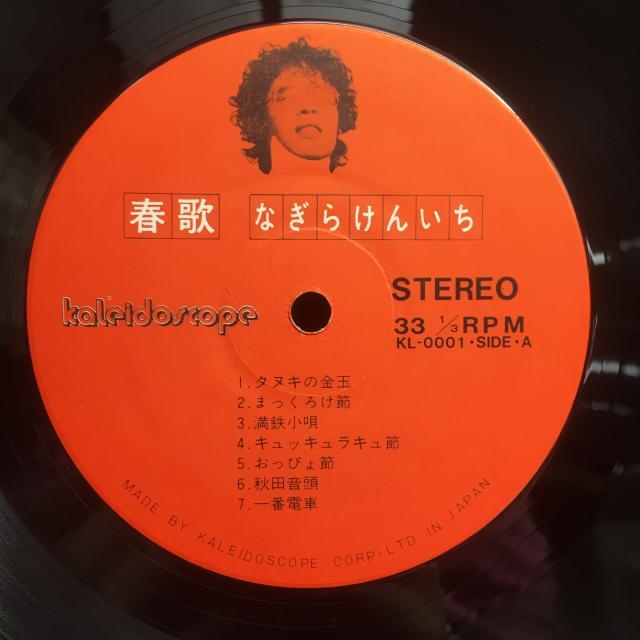 春歌 なぎらけんいち
kaleidoscope
STEREO
33 1/3 RPM
KL-0001・SIDE・A
1.タヌキの金玉
2.まっくろけ節
3.満鉄小唄
4.キュッキュラキュ節
5.おっぴょ節
6.秋田音頭
7.一番電車
MADE BY KALEIDOSCOPE CORP・LTD IN JAPAN